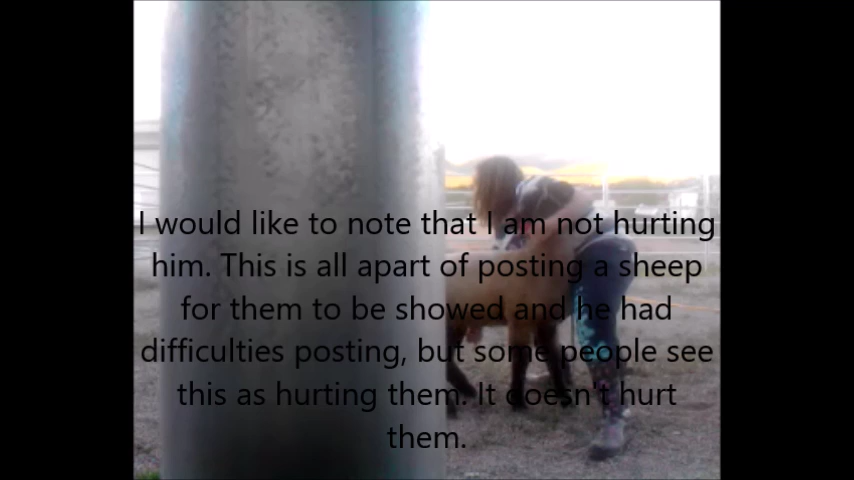 I would like to note that I am not hurting
him. This is all apart of posting a sheep
for them to be showed and he had
difficulties posting, but some people see
this as hurting them. It doesn't hurt
them.